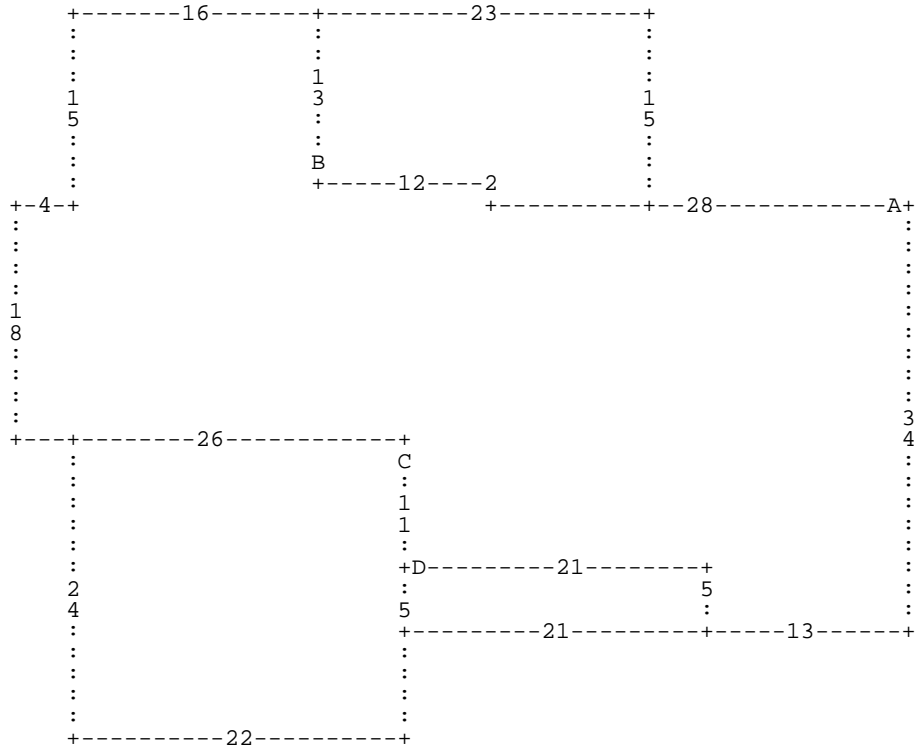 +-------16-------+----------23----------+
    :                :                      :
    :                :                      :
    :                1                      :
    1                3                      1
    5                :                      5
    :                :                      :
    :                B                      :
    :                +-----12----2          :
+-4-+                            +----------+--28------------A+
:                                                             :
:                                                             :
:                                                             :
:                                                             :
1                                                             :
8                                                             :
:                                                             :
:                                                             :
:                                                             :
:                                                             3
+---+--------26------------+                                  4
    :                      C                                  :
    :                      :                                  :
    :                      1                                  :
    :                      1                                  :
    :                      :                                  :
    :                      +D---------21--------+             :
    2                      :                    5             :
    4                      5                    :             :
    :                      +---------21---------+-----13------+
    :                      :
    :                      :
    :                      :
    :                      :
    +----------22----------+